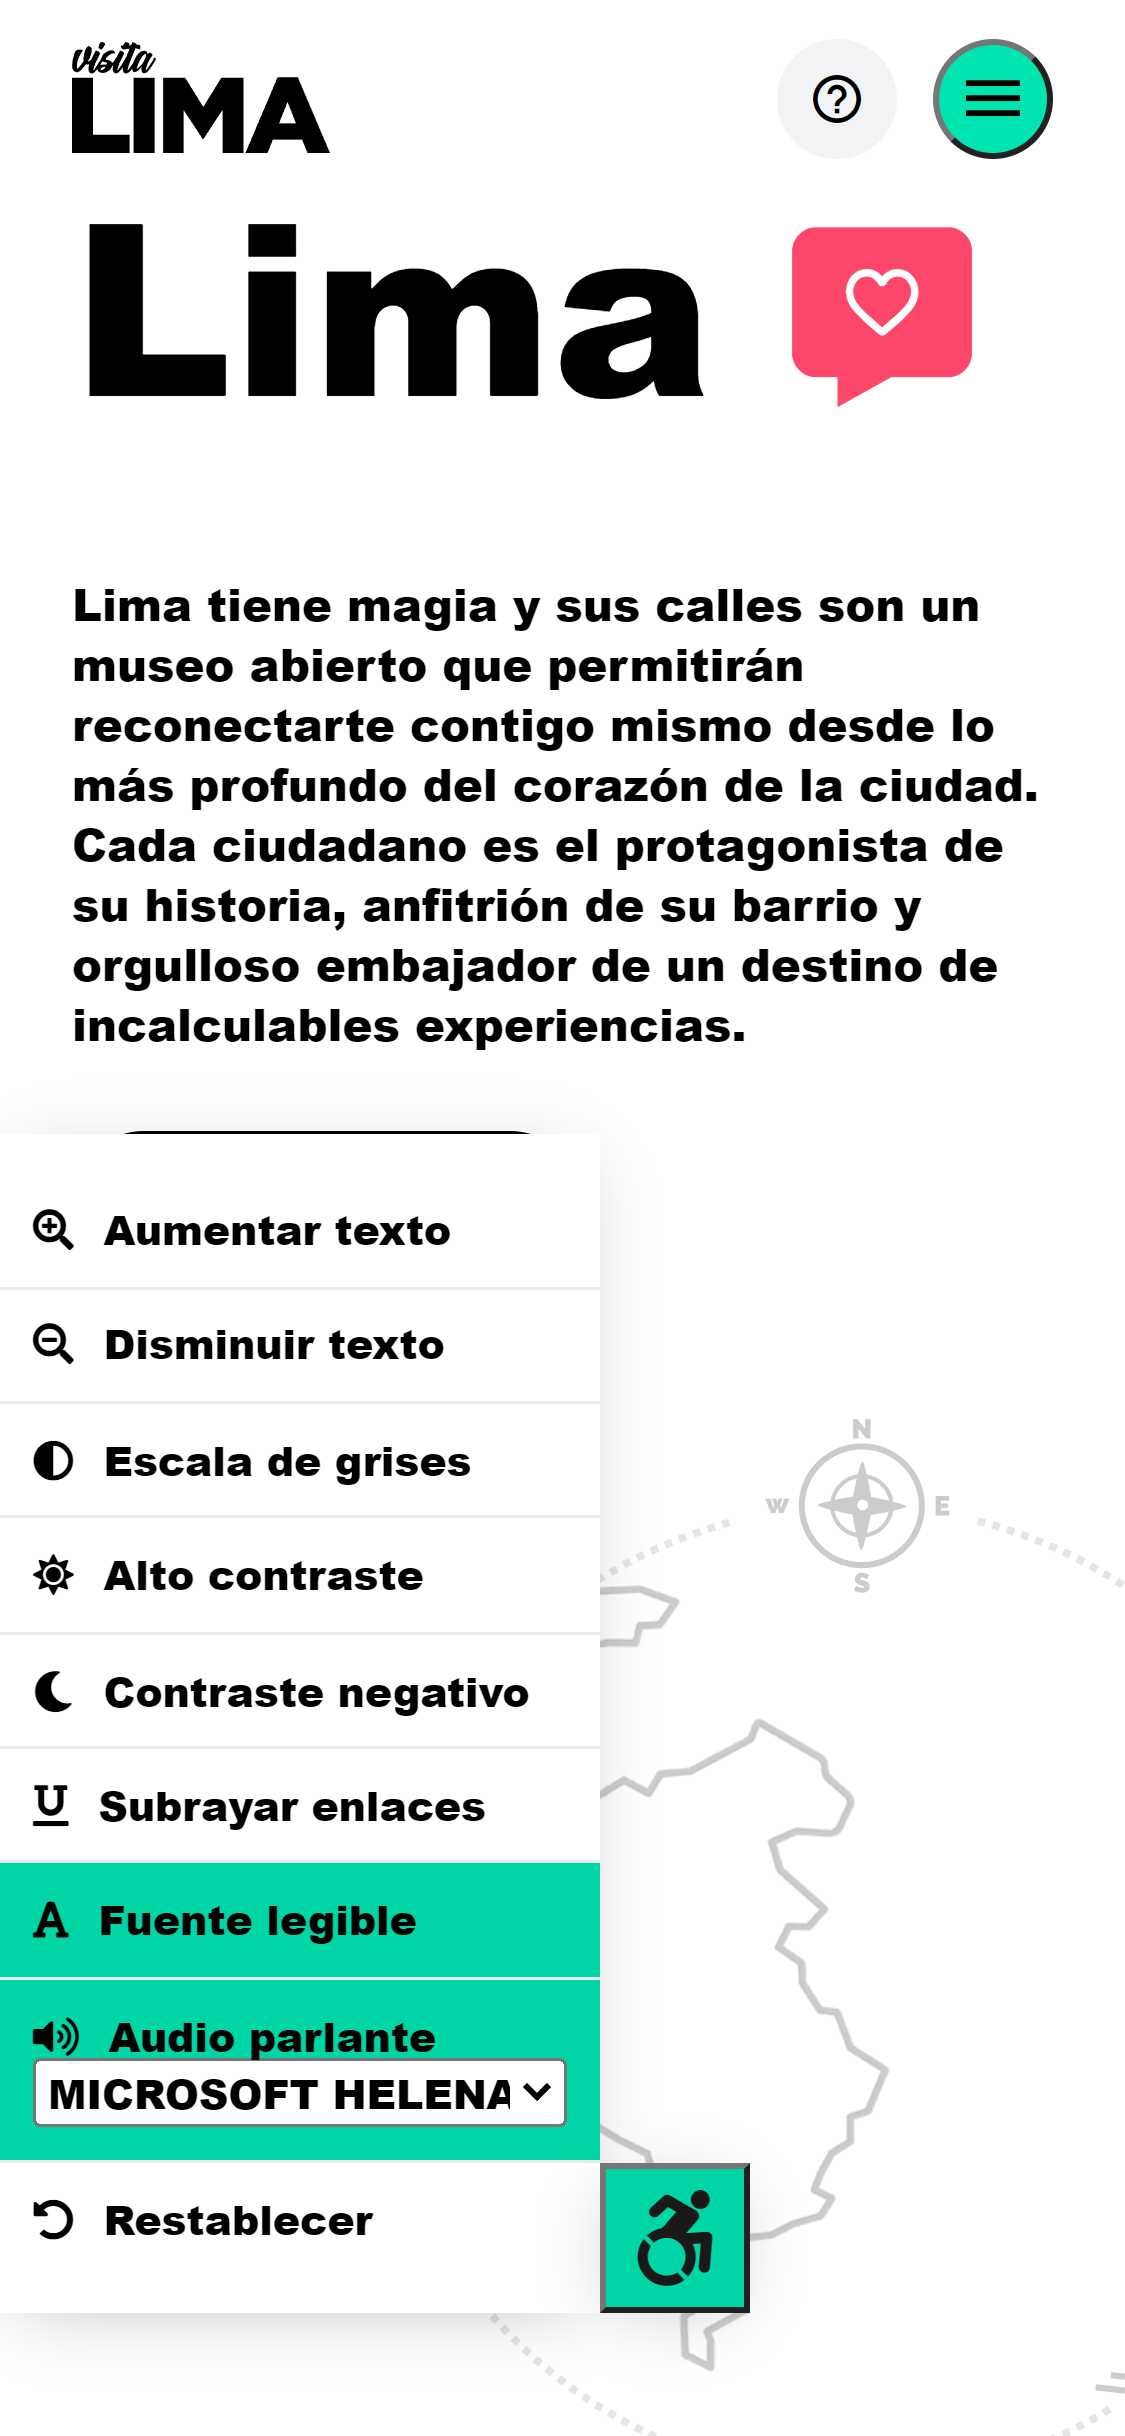 visita
LIMA
Lima
Lima tiene magia y sus calles son un
museo abierto que permitirán
reconectarte contigo mismo desde lo
más profundo del corazón de la ciudad.
Cada ciudadano es el protagonista de
su historia, anfitrión de su barrio y
orgulloso embajador de un destino de
incalculables experiencias.
Aumentar texto
Disminuir texto
Escala de grises
Alto contraste
Contraste negativo
Subrayar enlaces
Fuente legible
Audio parlante
MICROSOFT HELENA
Restablecer
N
W E
S